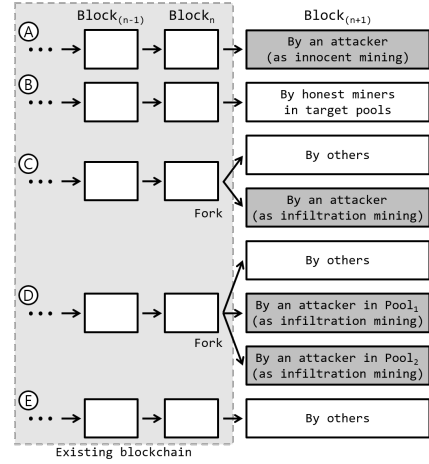 Block(n-1) Blockn Block(n+1)
A
By an attacker
(as innocent mining)
B
By honest miners
in target pools
C
By others
By an attacker
(as infiltration mining)
Fork
D
By others
By an attacker in Pool1
(as infiltration mining)
Fork
By an attacker in Pool2
(as infiltration mining)
E
By others
Existing blockchain